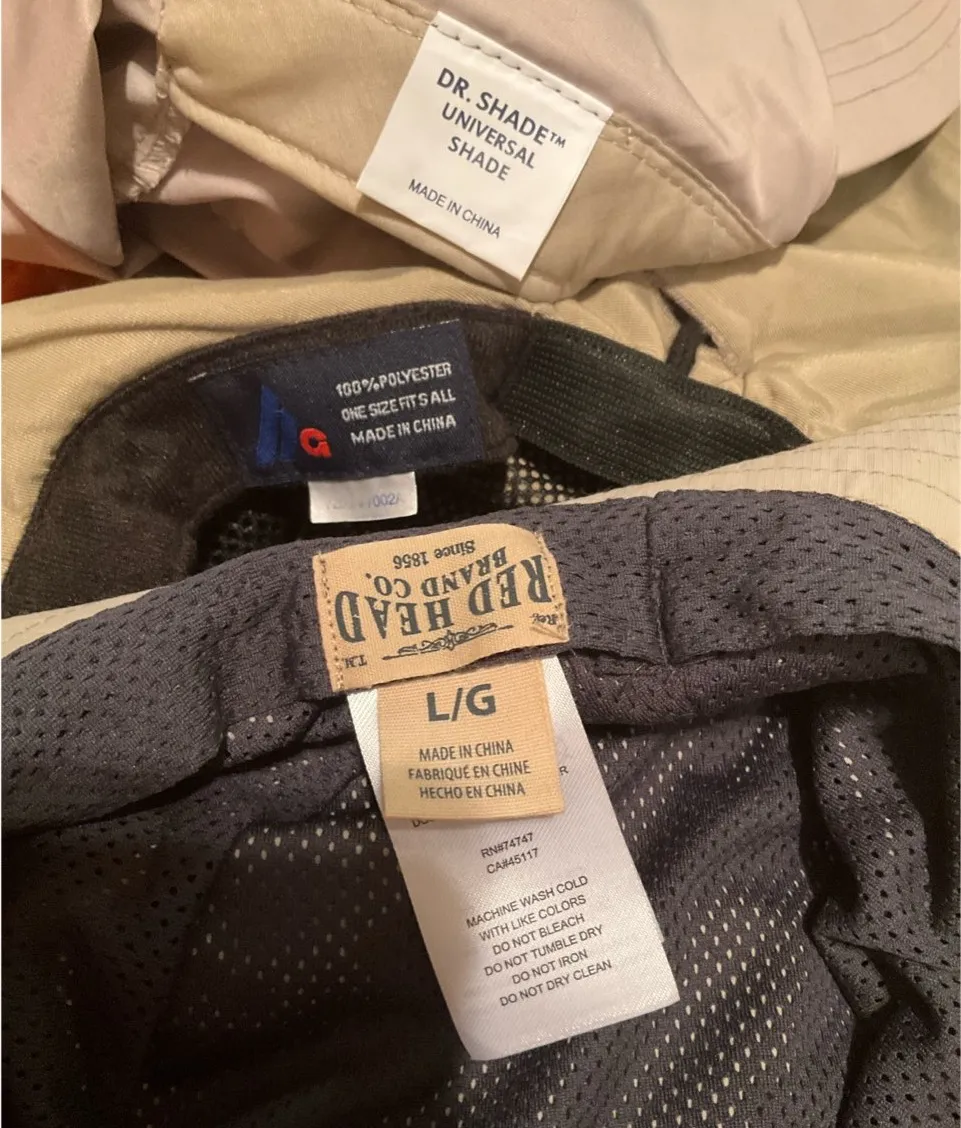 DR. SHADE™
UNIVERSAL
SHADE
MADE IN CHINA
100% POLYESTER
ONE SIZE FITS ALL
MADE IN CHINA
G
RED HEAD
BRAND CO.
Since 1856
Reg.
TM
L/G
MADE IN CHINA
FABRIQUÉ EN CHINE
HECHO EN CHINA
R
RN#74747
CA#45117
MACHINE WASH COLD
WITH LIKE COLORS
DO NOT BLEACH
DO NOT TUMBLE DRY
DO NOT IRON
DO NOT DRY CLEAN